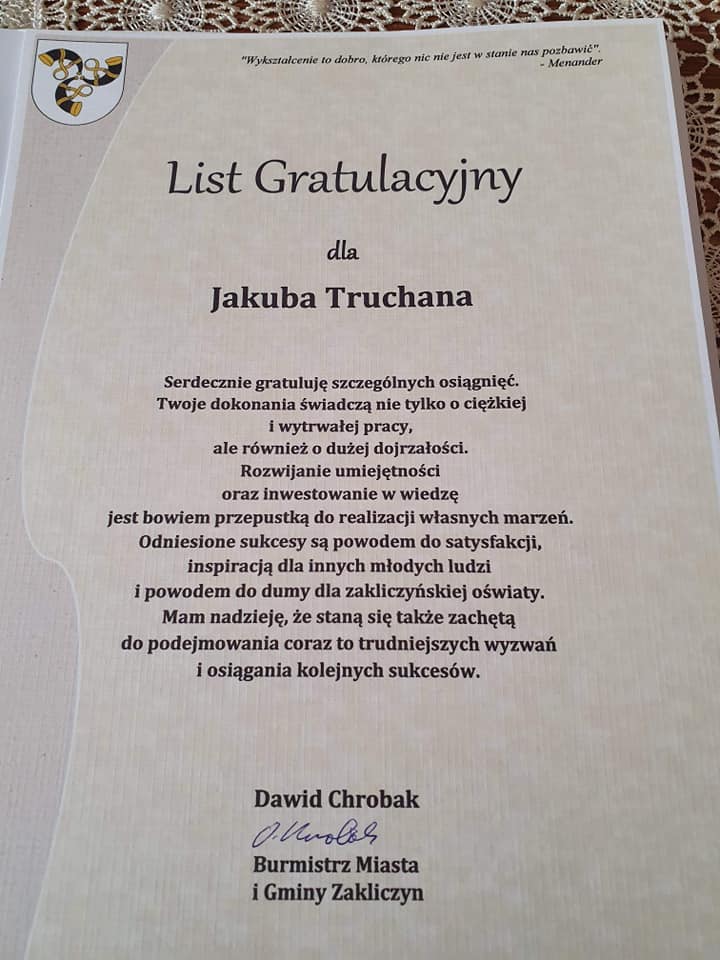 "Wykształcenie to dobro, którego nic nie jest w stanie nas pozbawić".
- Menander
List Gratulacyjny
dla
Jakuba Truchana
Serdecznie gratuluję szczególnych osiągnięć.
Twoje dokonania świadczą nie tylko o ciężkiej
i wytrwałej pracy,
ale również o dużej dojrzałości.
Rozwijanie umiejętności
oraz inwestowanie w wiedzę
jest bowiem przepustką do realizacji własnych marzeń.
Odniesione sukcesy są powodem do satysfakcji,
inspiracją dla innych młodych ludzi
i powodem do dumy dla zakliczyńskiej oświaty.
Mam nadzieję, że staną się także zachętą
do podejmowania coraz to trudniejszych wyzwań
i osiągania kolejnych sukcesów.
Dawid Chrobak
Burmistrz Miasta
i Gminy Zakliczyn